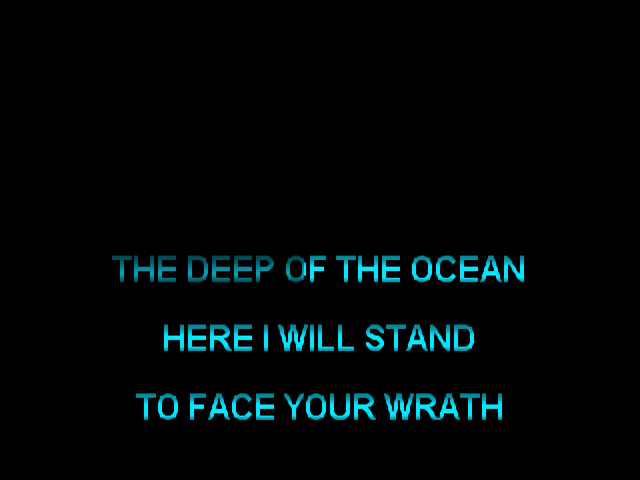 THE DEEP OF THE OCEAN
HERE I WILL STAND
TO FACE YOUR WRATH